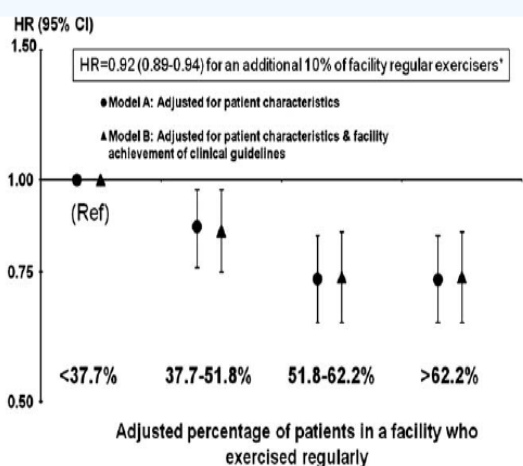 HR (95% CI)
1.50
HR=0.92 (0.89-0.94) for an additional 10% of facility regular exercisers*
●Model A: Adjusted for patient characteristics
▲Model B: Adjusted for patient characteristics & facility
achievement of clinical guidelines
1.00
(Ref)
0.75
<37.7% 37.7-51.8% 51.8-62.2% >62.2%
0.50
Adjusted percentage of patients in a facility who
exercised regularly